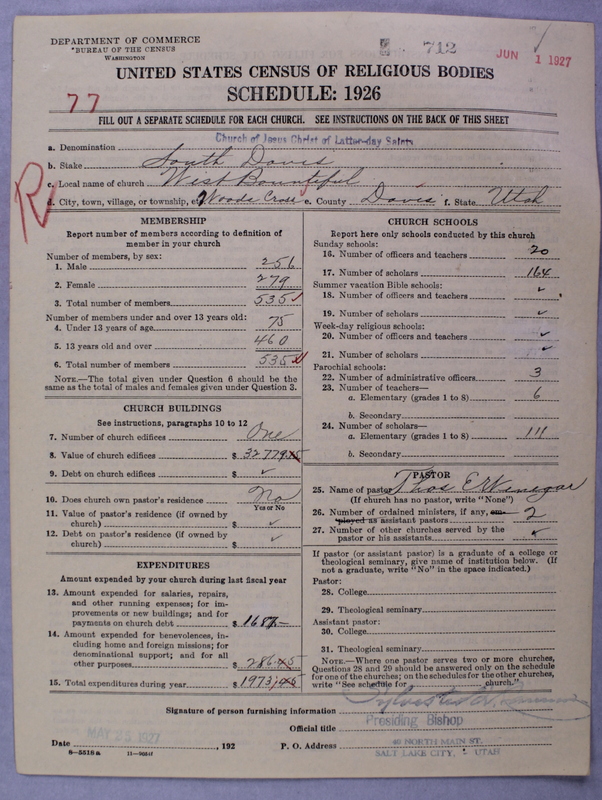 DEPARTMENT OF COMMERCE
BUREAU OF THE CENSUS
WASHINGTON
712
JUN 1 1927
UNITED STATES CENSUS OF RELIGIOUS BODIES
SCHEDULE: 1926
77
FILL OUT A SEPARATE SCHEDULE FOR EACH CHURCH. SEE INSTRUCTIONS ON THE BACK OF THIS SHEET
Church of Jesus Christ of Latter-day Saints
a. Denomination
b. Stake South Davis
c. Local name of church West Bountiful
R
d. City, town, village, or township, etc. Woods Cross e. County Davis f. State Utah
MEMBERSHIP
Report number of members according to definition of
member in your church
Number of members, by sex:
1. Male 256
2. Female 279
3. Total number of members 535
Number of members under and over 13 years old:
4. Under 13 years of age 75
5. 13 years old and over 460
6. Total number of members 535
NOTE.—The total given under Question 6 should be the
same as the total of males and females given under Question 3.
CHURCH BUILDINGS
See instructions, paragraphs 10 to 12
7. Number of church edifices One
8. Value of church edifices $ 32779
9. Debt on church edifices $ ✓
10. Does church own pastor's residence No
Yes or No
11. Value of pastor's residence (if owned by
church) $ ✓
12. Debt on pastor's residence (if owned by
church) $ ✓
EXPENDITURES
Amount expended by your church during last fiscal year
13. Amount expended for salaries, repairs,
and other running expenses; for im-
provements or new buildings; and for
payments on church debt $ 1687.—
14. Amount expended for benevolences, in-
cluding home and foreign missions; for
denominational support; and for all
other purposes $ 286.45
15. Total expenditures during year $ 1973.45
CHURCH SCHOOLS
Report here only schools conducted by this church
Sunday schools:
16. Number of officers and teachers 20
17. Number of scholars 164
Summer vacation Bible schools:
18. Number of officers and teachers ✓
19. Number of scholars ✓
Week-day religious schools:
20. Number of officers and teachers ✓
21. Number of scholars ✓
Parochial schools:
22. Number of administrative officers 3
23. Number of teachers—
a. Elementary (grades 1 to 8) 6
b. Secondary
24. Number of scholars—
a. Elementary (grades 1 to 8) 111
b. Secondary
PASTOR
25. Name of pastor Thos E
(If church has no pastor, write "None")
26. Number of ordained ministers, if any, em-
ployed as assistant pastors 2
27. Number of other churches served by the
pastor or his assistants
If pastor (or assistant pastor) is a graduate of a college or
theological seminary, give name of institution below. (If
not a graduate, write "No" in the space indicated.)
Pastor:
28. College
29. Theological seminary
Assistant pastor:
30. College
31. Theological seminary
NOTE.—Where one pastor serves two or more churches,
Questions 28 and 29 should be answered only on the schedule
for one of the churches; on the schedules for the other churches,
write "See schedule for church."
Signature of person furnishing information Sylvester Q.
Official title Presiding Bishop
MAY 25 1927
Date , 192 P. O. Address 40 NORTH MAIN ST.
SALT LAKE CITY, UTAH
8—5518a